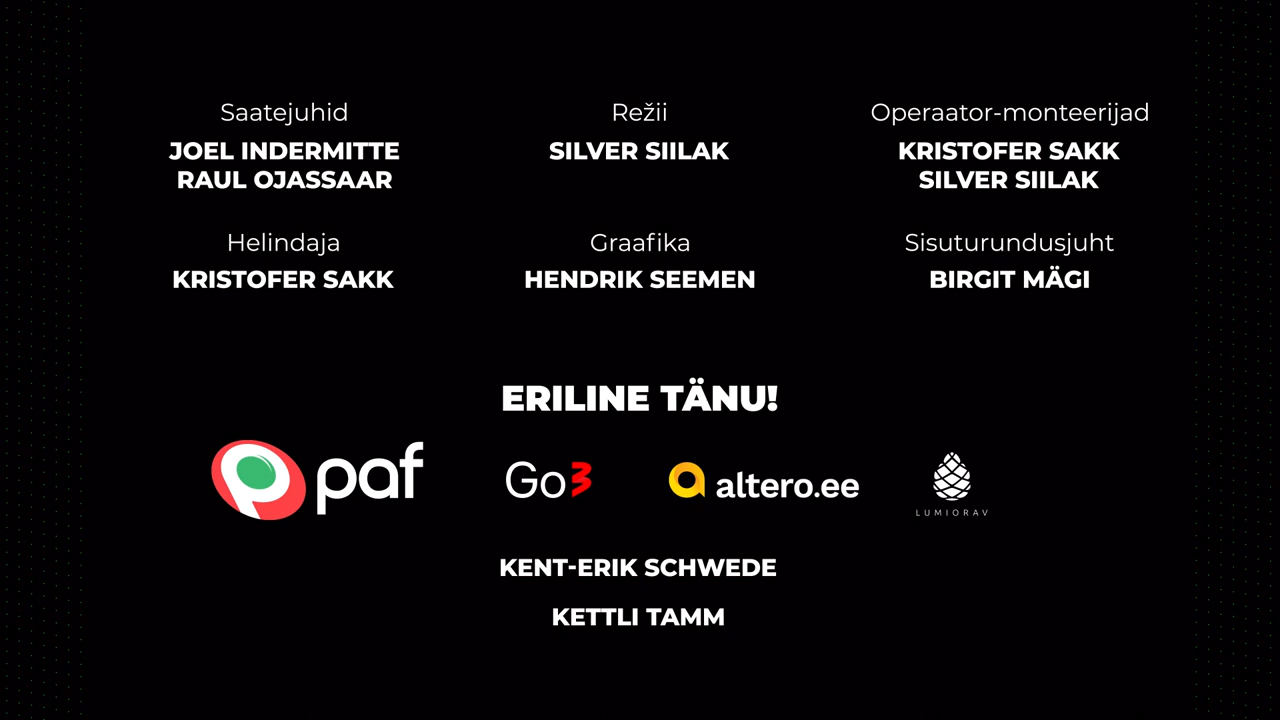 Saatejuhid
JOEL INDERMITTE
RAUL OJASSAAR
Režii
SILVER SIILAK
Operaator-monteerijad
KRISTOFER SAKK
SILVER SIILAK
Helindaja
KRISTOFER SAKK
Graafika
HENDRIK SEEMEN
Sisuturundusjuht
BIRGIT MÄGI
ERILINE TÄNU!
paf
Go3
altero.ee
LUMIORAV
KENT-ERIK SCHWEDE
KETTLI TAMM